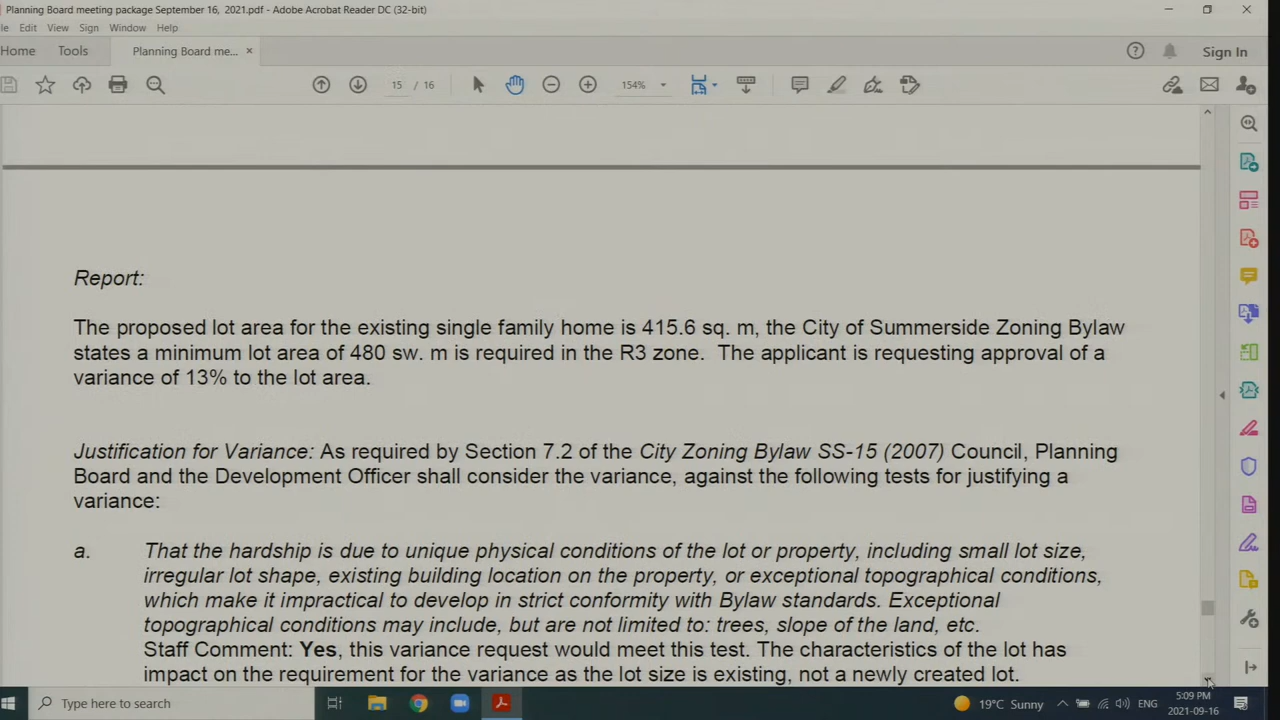 Planning Board meeting package September 16, 2021.pdf - Adobe Acrobat Reader DC (32-bit)
le Edit View Sign Window Help
Home Tools Planning Board me... × Sign In
15 / 16 154%
Report:
The proposed lot area for the existing single family home is 415.6 sq. m, the City of Summerside Zoning Bylaw
states a minimum lot area of 480 sw. m is required in the R3 zone. The applicant is requesting approval of a
variance of 13% to the lot area.
Justification for Variance: As required by Section 7.2 of the City Zoning Bylaw SS-15 (2007) Council, Planning
Board and the Development Officer shall consider the variance, against the following tests for justifying a
variance:
a. That the hardship is due to unique physical conditions of the lot or property, including small lot size,
irregular lot shape, existing building location on the property, or exceptional topographical conditions,
which make it impractical to develop in strict conformity with Bylaw standards. Exceptional
topographical conditions may include, but are not limited to: trees, slope of the land, etc.
Staff Comment: Yes, this variance request would meet this test. The characteristics of the lot has
impact on the requirement for the variance as the lot size is existing, not a newly created lot.
Type here to search
19°C Sunny ENG 5:09 PM
2021-09-16